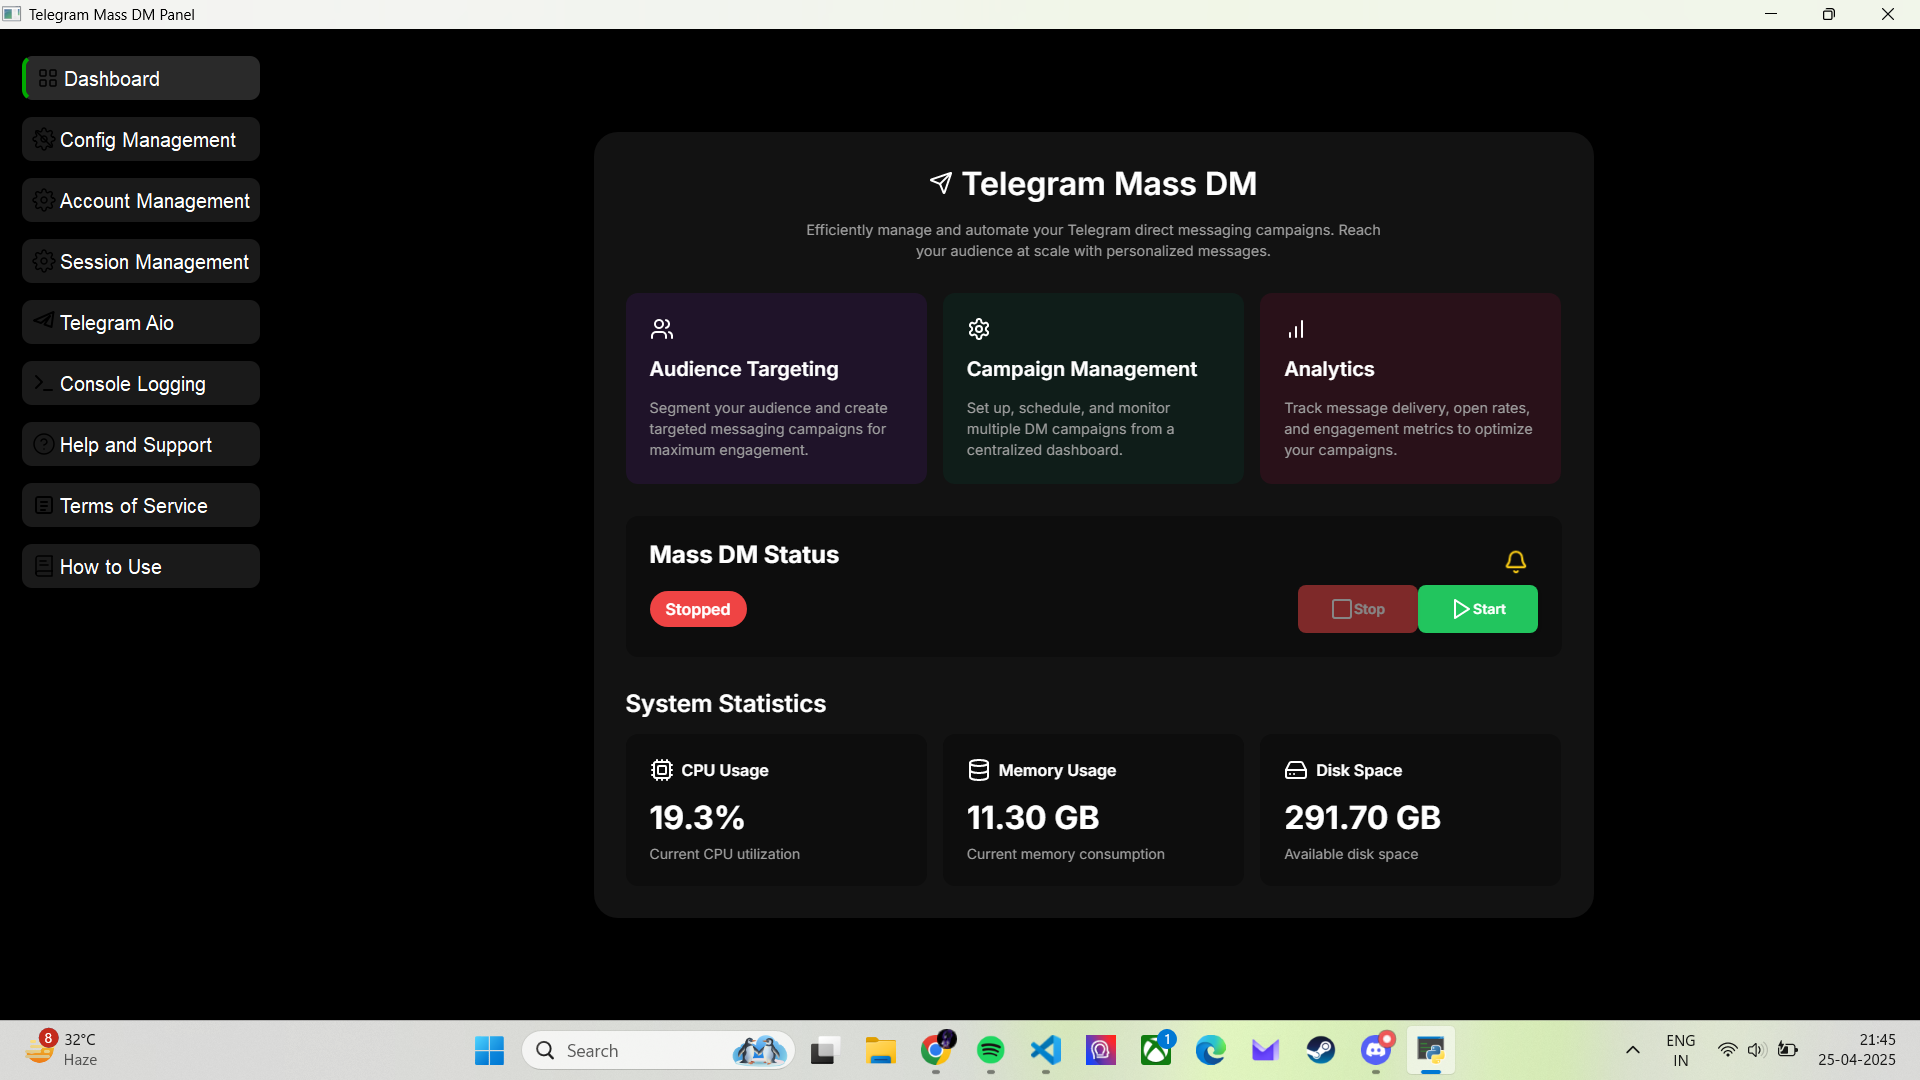 Telegram Mass DM Panel
Dashboard
Config Management
Account Management
Session Management
Telegram Aio
Console Logging
Help and Support
Terms of Service
How to Use
Telegram Mass DM
Efficiently manage and automate your Telegram direct messaging campaigns. Reach
your audience at scale with personalized messages.
Audience Targeting
Segment your audience and create
targeted messaging campaigns for
maximum engagement.
Campaign Management
Set up, schedule, and monitor
multiple DM campaigns from a
centralized dashboard.
Analytics
Track message delivery, open rates,
and engagement metrics to optimize
your campaigns.
Mass DM Status
Stopped
Stop
Start
System Statistics
CPU Usage
19.3%
Current CPU utilization
Memory Usage
11.30 GB
Current memory consumption
Disk Space
291.70 GB
Available disk space
8
32°C
Haze
Search
1
ENG
IN
21:45
25-04-2025